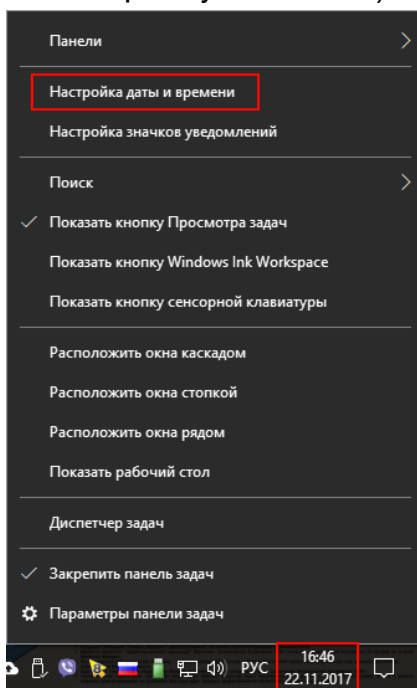 Панели
Настройка даты и времени
Настройка значков уведомлений
Поиск
Показать кнопку Просмотра задач
Показать кнопку Windows Ink Workspace
Показать кнопку сенсорной клавиатуры
Расположить окна каскадом
Расположить окна стопкой
Расположить окна рядом
Показать рабочий стол
Диспетчер задач
Закрепить панель задач
Параметры панели задач
РУС
16:46
22.11.2017